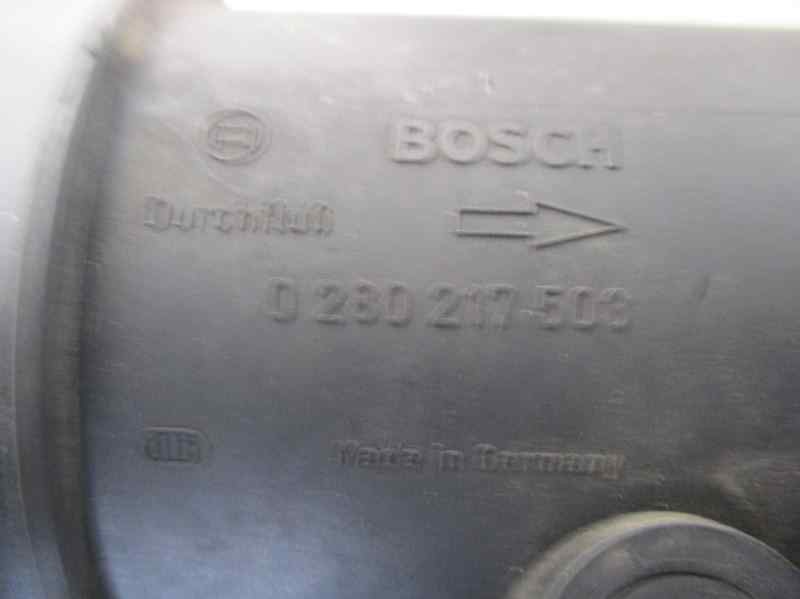 BOSCH
Durchfluß
0 280 217 503
Made in Germany